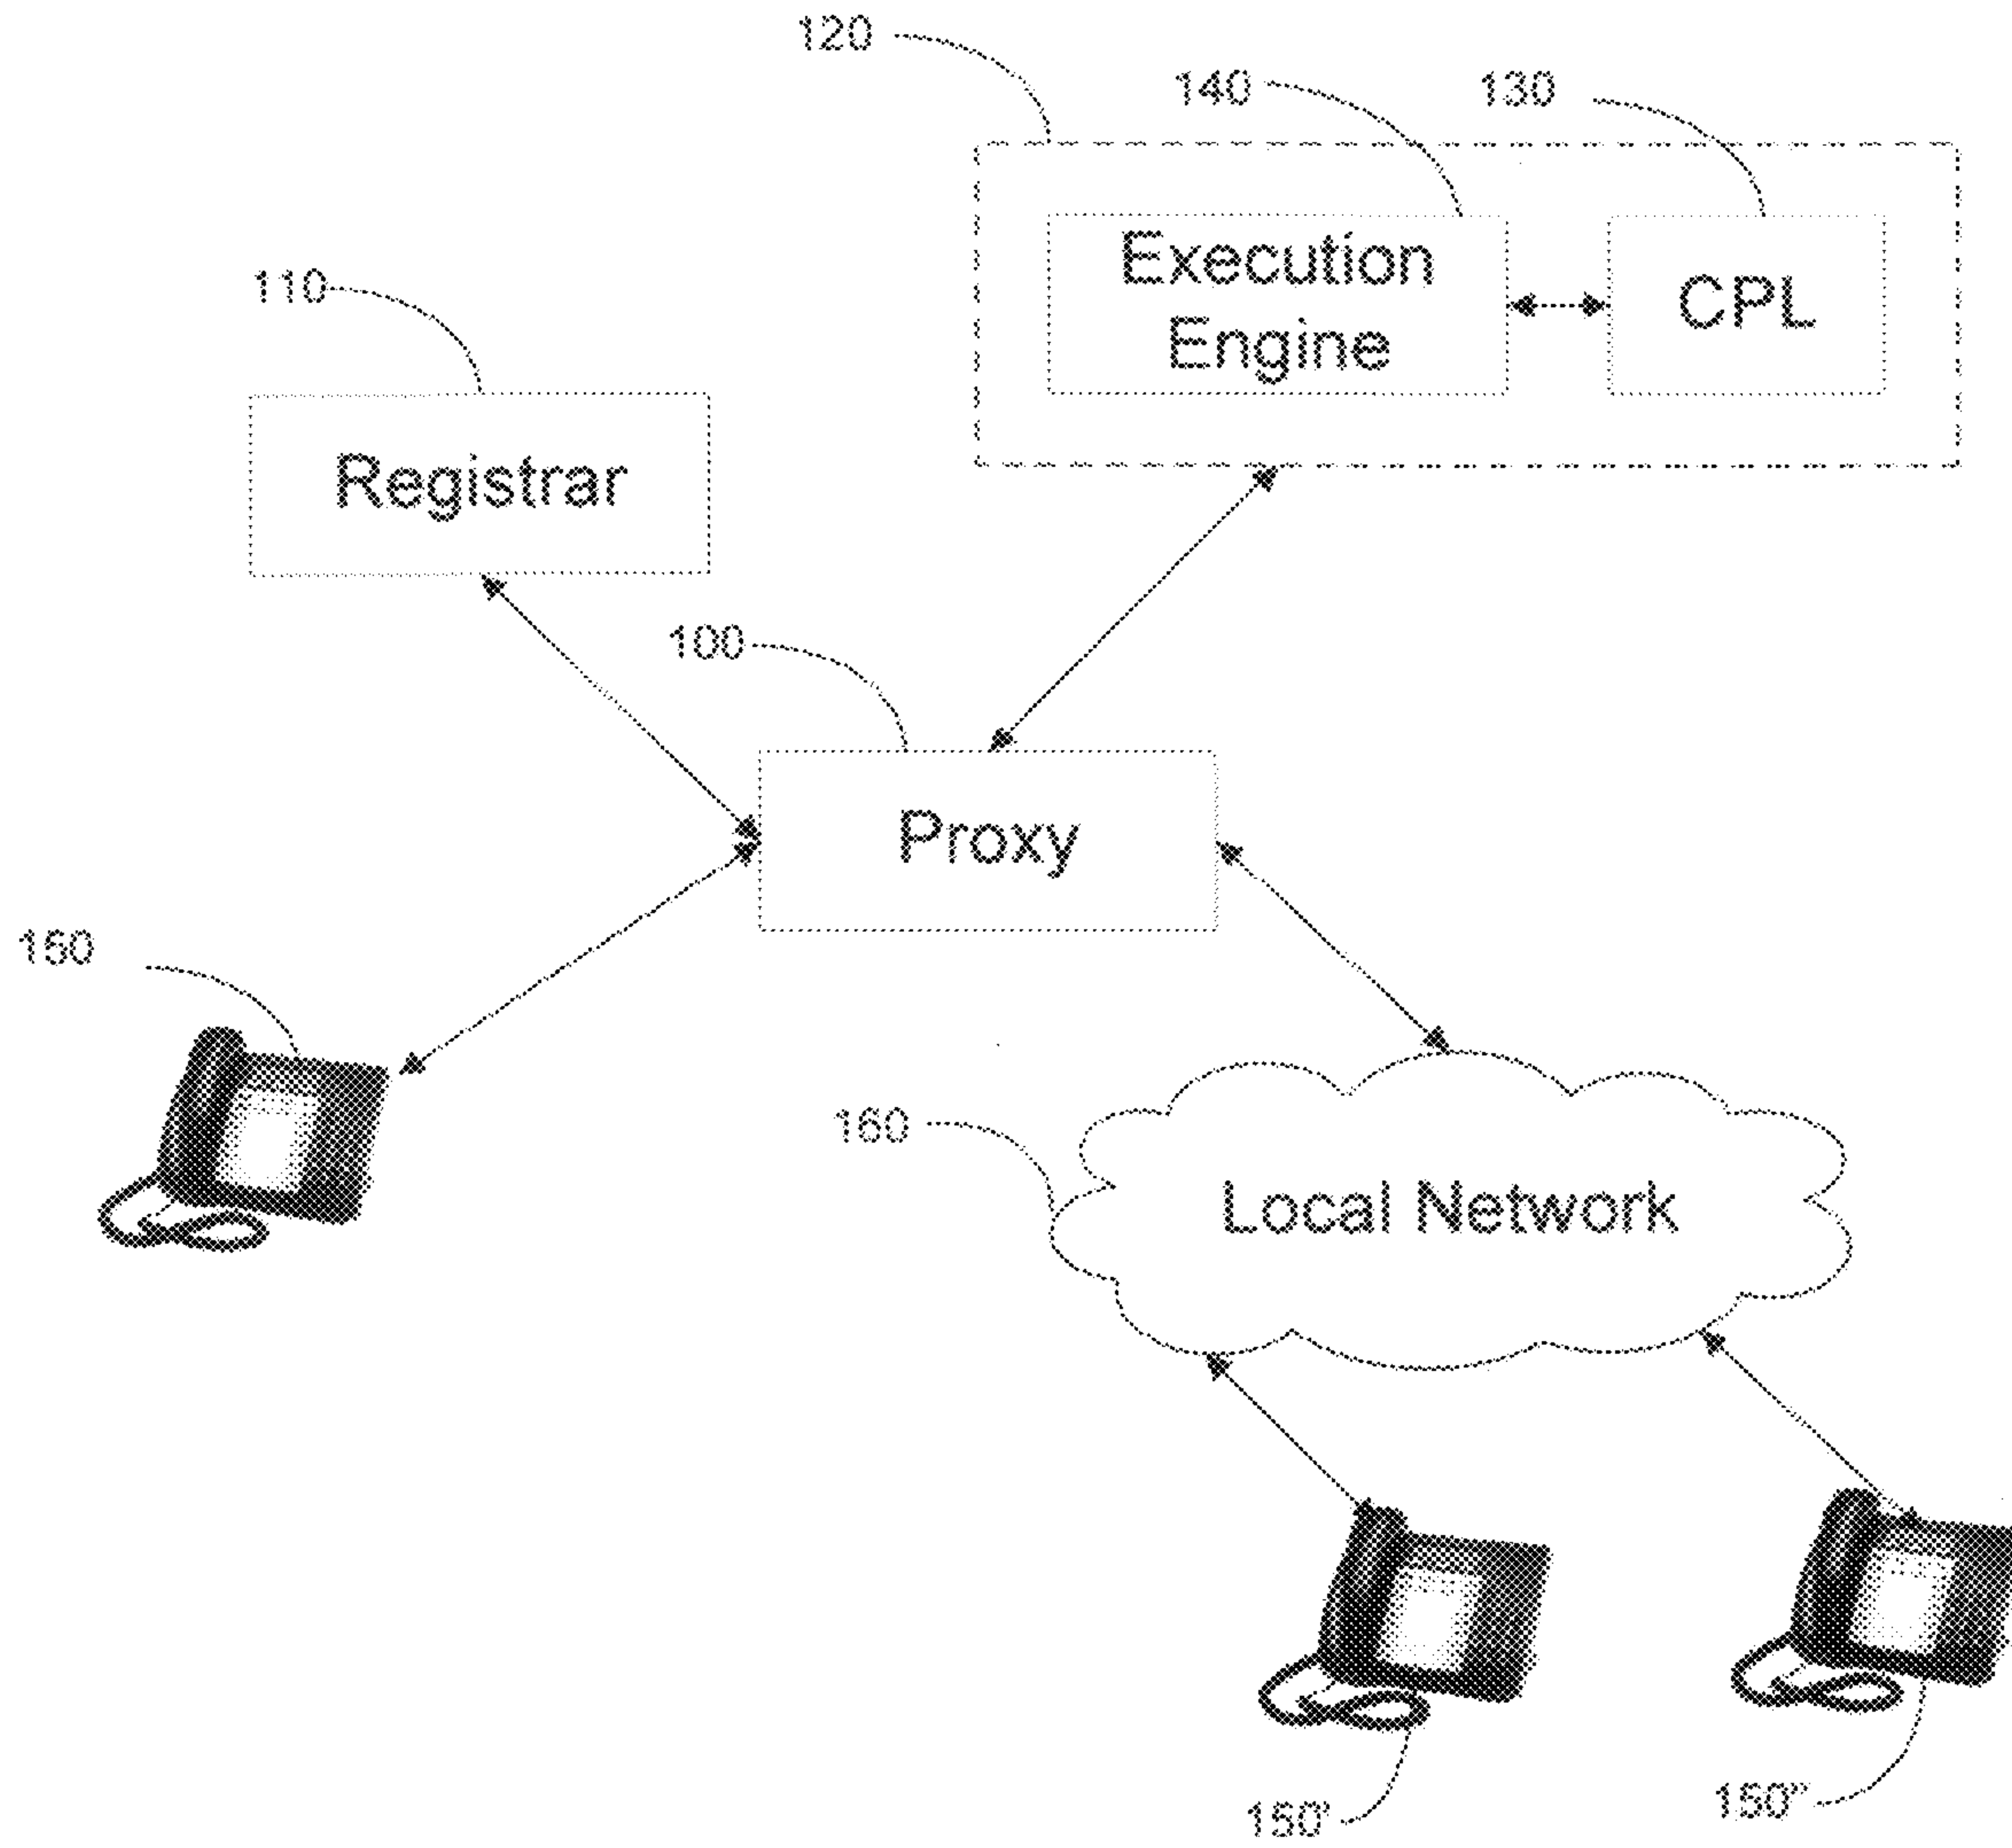 120
140
130
Execution
Engine
CPL
110
Registrar
100
Proxy
150
160
Local Network
150'
150"